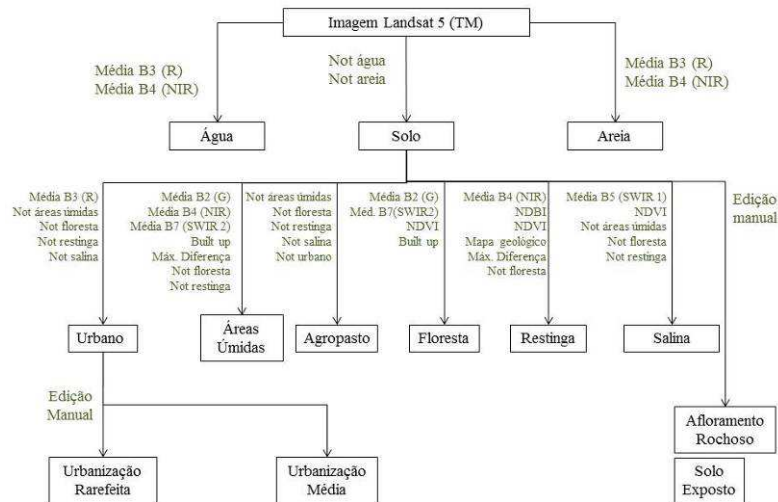 Imagem Landsat 5 (TM)
Média B3 (R)
Média B4 (NIR)
Not água
Not areia
Média B3 (R)
Média B4 (NIR)
Água
Solo
Areia
Média B3 (R)
Not áreas úmidas
Not floresta
Not restinga
Not salina
Média B2 (G)
Média B4 (NIR)
Média B7 (SWIR 2)
Built up
Máx. Diferença
Not floresta
Not restinga
Not áreas úmidas
Not floresta
Not restinga
Not salina
Not urbano
Média B2 (G)
Méd. B7(SWIR2)
NDVI
Built up
Média B4 (NIR)
NDBI
NDVI
Mapa geológico
Máx. Diferença
Not floresta
Média B5 (SWIR 1)
NDVI
Not áreas úmidas
Not floresta
Not restinga
Edição
manual
Urbano
Áreas
Úmidas
Agropasto
Floresta
Restinga
Salina
Edição
Manual
Afloramento
Rochoso
Urbanização
Rarefeita
Urbanização
Média
Solo
Exposto